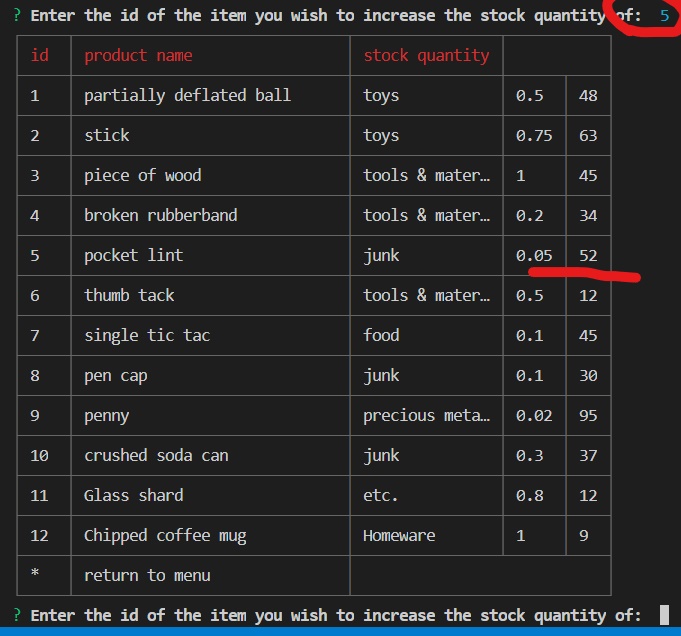 ? Enter the id of the item you wish to increase the stock quantity of: 5
id product name stock quantity
1 partially deflated ball toys 0.5 48
2 stick toys 0.75 63
3 piece of wood tools & mater… 1 45
4 broken rubberband tools & mater… 0.2 34
5 pocket lint junk 0.05 52
6 thumb tack tools & mater… 0.5 12
7 single tic tac food 0.1 45
8 pen cap junk 0.1 30
9 penny precious meta… 0.02 95
10 crushed soda can junk 0.3 37
11 Glass shard etc. 0.8 12
12 Chipped coffee mug Homeware 1 9
* return to menu
? Enter the id of the item you wish to increase the stock quantity of: